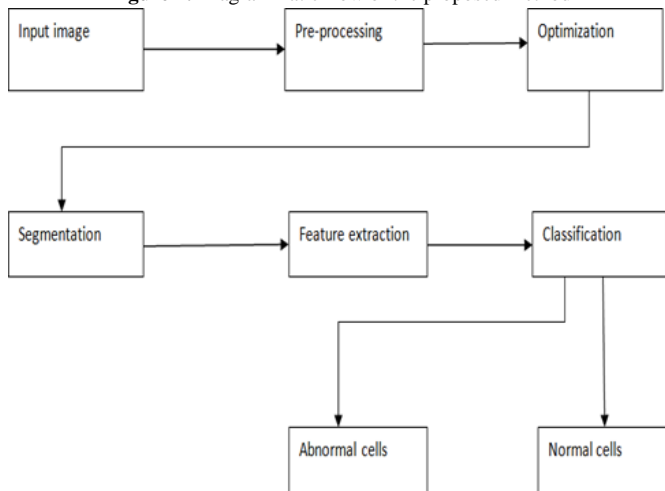 Input image Pre-processing Optimization
Segmentation Feature extraction Classification
Abnormal cells Normal cells